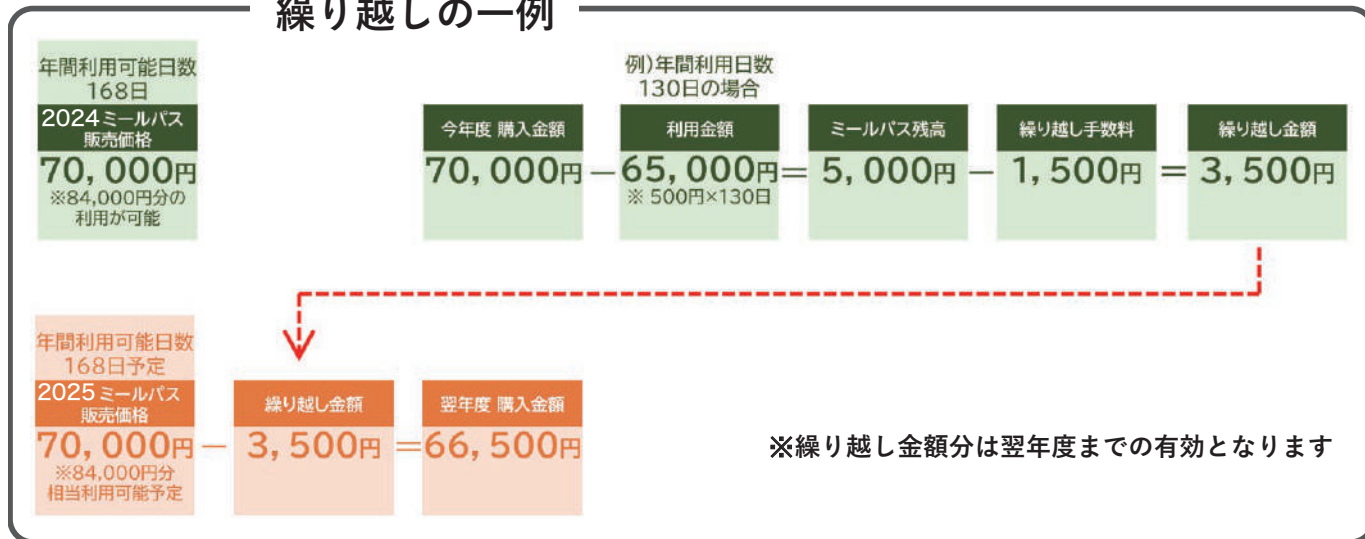 繰り越しの一例
年間利用可能日数
168日
2024ミールパス
販売価格
70,000円
※84,000円分の
利用が可能
例)年間利用日数
130日の場合
今年度 購入金額
70,000円
－
利用金額
65,000円
※ 500円×130日
＝
ミールパス残高
5,000円
－
繰り越し手数料
1,500円
＝
繰り越し金額
3,500円
年間利用可能日数
168日予定
2025ミールパス
販売価格
70,000円
※84,000円分
相当利用可能予定
－
繰り越し金額
3,500円
＝
翌年度 購入金額
66,500円
※繰り越し金額分は翌年度までの有効となります